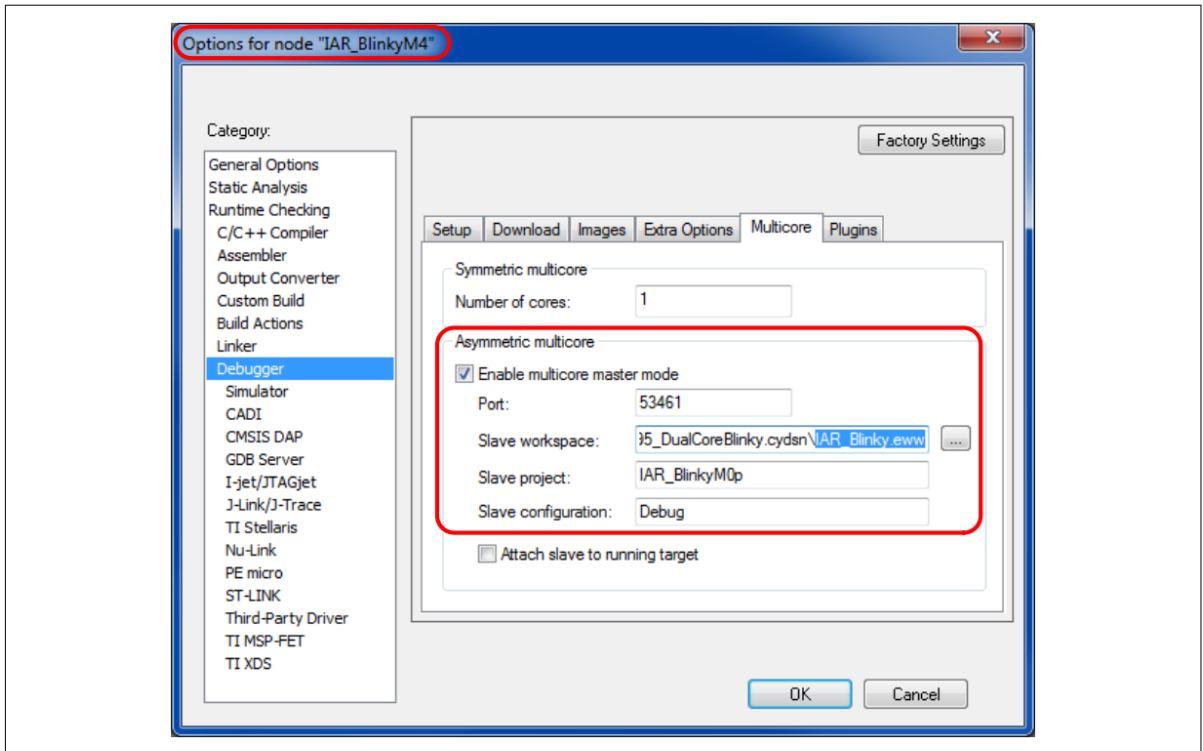 Options for node "IAR_BlinkyM4"
Category:
General Options
Static Analysis
Runtime Checking
C/C++ Compiler
Assembler
Output Converter
Custom Build
Build Actions
Linker
Debugger
Simulator
CADI
CMSIS DAP
GDB Server
I-jet/JTAGjet
J-Link/J-Trace
TI Stellaris
Nu-Link
PE micro
ST-LINK
Third-Party Driver
TI MSP-FET
TI XDS
Factory Settings
Setup Download Images Extra Options Multicore Plugins
Symmetric multicore
Number of cores: 1
Asymmetric multicore
Enable multicore master mode
Port: 53461
Slave workspace: 95_DualCoreBlinky.cydsn\IAR_Blinky.eww ...
Slave project: IAR_BlinkyM0p
Slave configuration: Debug
Attach slave to running target
OK Cancel